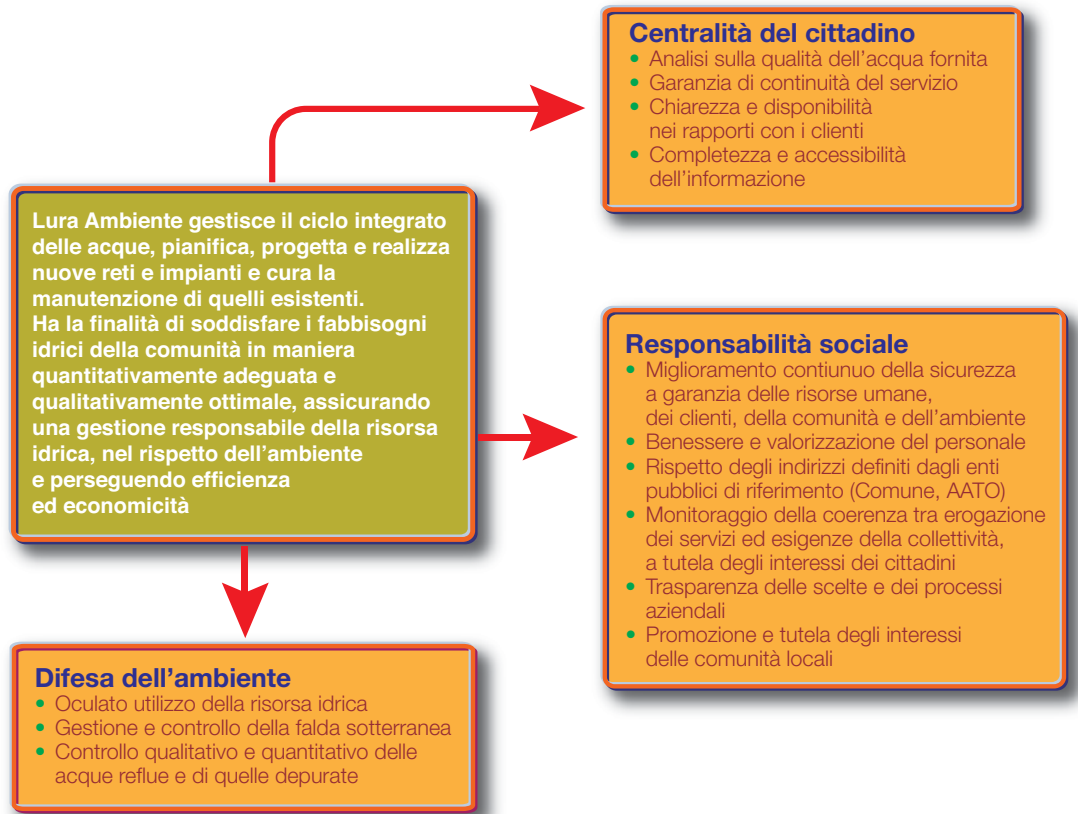 Centralità del cittadino
• Analisi sulla qualità dell'acqua fornita
• Garanzia di continuità del servizio
• Chiarezza e disponibilità
nei rapporti con i clienti
• Completezza e accessibilità
dell'informazione
Lura Ambiente gestisce il ciclo integrato
delle acque, pianifica, progetta e realizza
nuove reti e impianti e cura la
manutenzione di quelli esistenti.
Ha la finalità di soddisfare i fabbisogni
idrici della comunità in maniera
quantitativamente adeguata e
qualitativamente ottimale, assicurando
una gestione responsabile della risorsa
idrica, nel rispetto dell'ambiente
e perseguendo efficienza
ed economicità
Responsabilità sociale
• Miglioramento contiunuo della sicurezza
a garanzia delle risorse umane,
dei clienti, della comunità e dell'ambiente
• Benessere e valorizzazione del personale
• Rispetto degli indirizzi definiti dagli enti
pubblici di riferimento (Comune, AATO)
• Monitoraggio della coerenza tra erogazione
dei servizi ed esigenze della collettività,
a tutela degli interessi dei cittadini
• Trasparenza delle scelte e dei processi
aziendali
• Promozione e tutela degli interessi
delle comunità locali
Difesa dell'ambiente
• Oculato utilizzo della risorsa idrica
• Gestione e controllo della falda sotterranea
• Controllo qualitativo e quantitativo delle
acque reflue e di quelle depurate